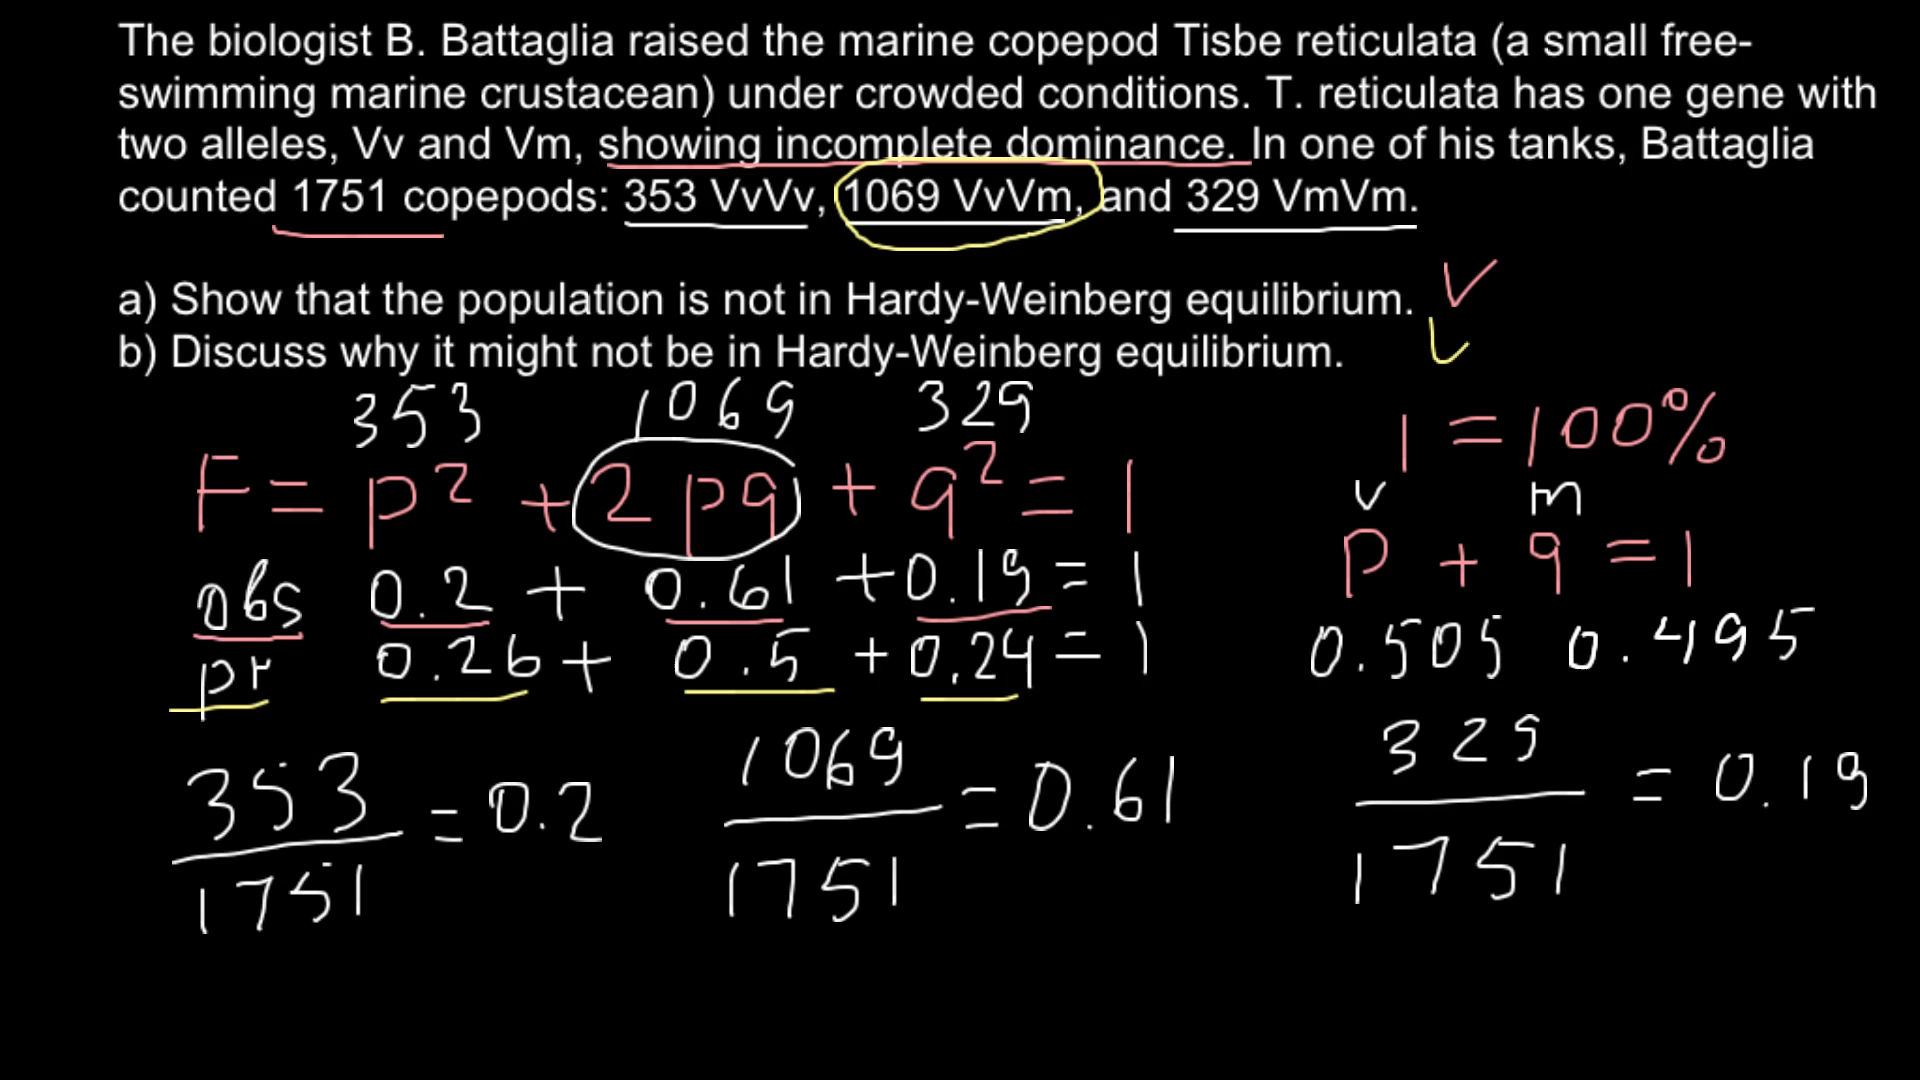 The biologist B. Battaglia raised the marine copepod Tisbe reticulata (a small free-
swimming marine crustacean) under crowded conditions. T. reticulata has one gene with
two alleles, Vv and Vm, showing incomplete dominance. In one of his tanks, Battaglia
counted 1751 copepods: 353 VvVv, 1069 VvVm, and 329 VmVm.
a) Show that the population is not in Hardy-Weinberg equilibrium.
b) Discuss why it might not be in Hardy-Weinberg equilibrium.
353 1069 329
1 = 100%
F = p² + 2pq + q² = 1
v m
p + q = 1
obs 0.2 + 0.61 + 0.19 = 1
pr 0.26 + 0.5 + 0.24 = 1
0.505 0.495
353 1069 329
= 0.2 = 0.61 = 0.19
1751 1751 1751